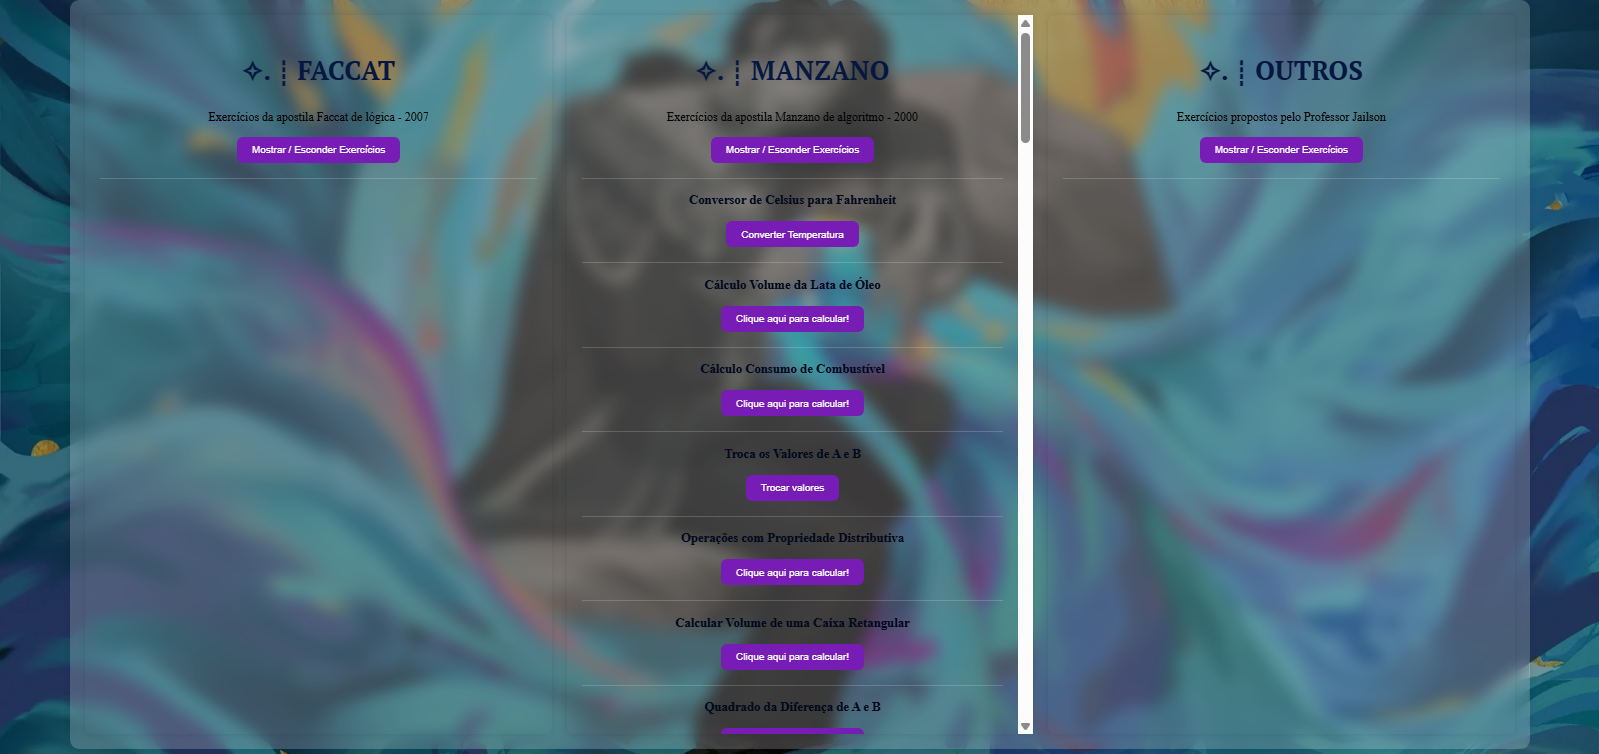 ✧. ┊ FACCAT
Exercícios da apostila Faccat de lógica - 2007
Mostrar / Esconder Exercícios
✧. ┊ MANZANO
Exercícios da apostila Manzano de algoritmo - 2000
Mostrar / Esconder Exercícios
Conversor de Celsius para Fahrenheit
Converter Temperatura
Cálculo Volume da Lata de Óleo
Clique aqui para calcular!
Cálculo Consumo de Combustível
Clique aqui para calcular!
Troca os Valores de A e B
Trocar valores
Operações com Propriedade Distributiva
Clique aqui para calcular!
Calcular Volume de uma Caixa Retangular
Clique aqui para calcular!
Quadrado da Diferença de A e B
✧. ┊ OUTROS
Exercícios propostos pelo Professor Jailson
Mostrar / Esconder Exercícios